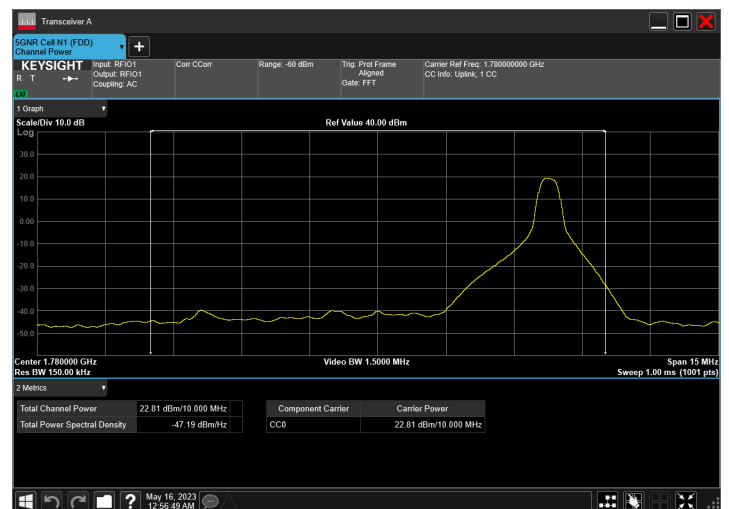 Transceiver A
5GNR Cell N1 (FDD)
Channel Power
KEYSIGHT
R T
LXI
Input: RFIO1
Output: RFIO1
Coupling: AC
Corr CCorr
Range: -60 dBm
Trig: Prot Frame
Aligned
Gate: FFT
Carrier Ref Freq: 1.780000000 GHz
CC Info: Uplink, 1 CC
1 Graph
Scale/Div 10.0 dB
Ref Value 40.00 dBm
Log
30.0
20.0
10.0
0.00
-10.0
-20.0
-30.0
-40.0
-50.0
Center 1.780000 GHz
Video BW 1.5000 MHz
Span 15 MHz
Res BW 150.00 kHz
Sweep 1.00 ms (1001 pts)
2 Metrics
Total Channel Power 22.81 dBm/10.000 MHz
Total Power Spectral Density -47.19 dBm/Hz
Component Carrier Carrier Power
CC0 22.81 dBm/10.000 MHz
?
May 16, 2023
12:56:49 AM